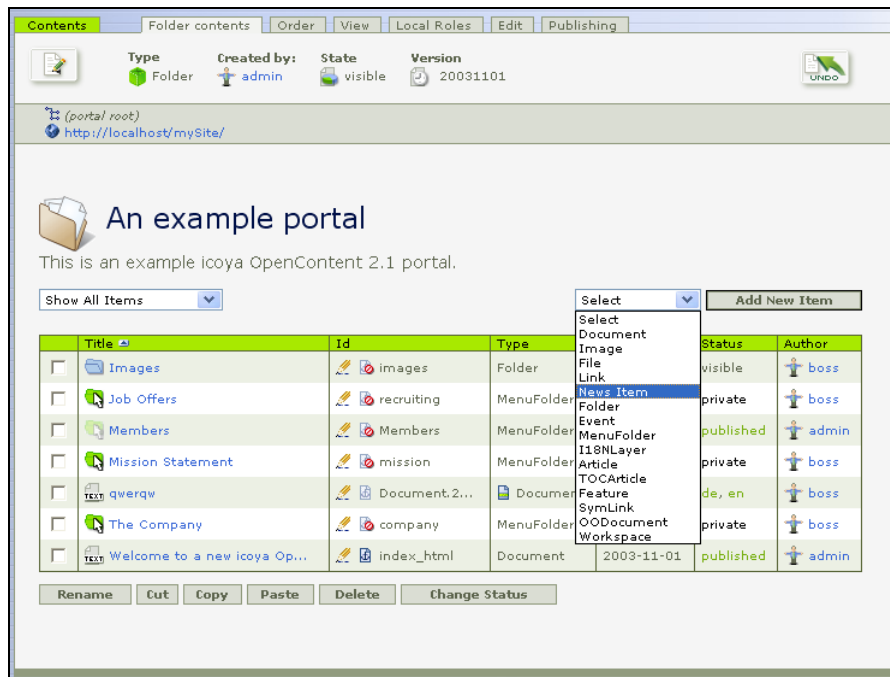 Contents Folder contents Order View Local Roles Edit Publishing
Type Created by: State Version
Folder admin visible 20031101
UNDO
(portal root)
http://localhost/mySite/
An example portal
This is an example icoya OpenContent 2.1 portal.
Show All Items Select Add New Item
Select
Document
Image
File
Link
News Item
Folder
Event
MenuFolder
I18NLayer
Article
TOCArticle
Feature
SymLink
OODocument
Workspace
Title Id Type Status Author
Images images Folder visible boss
Job Offers recruiting MenuFolder private boss
Members Members MenuFolder published admin
Mission Statement mission MenuFolder private boss
TEXT qwerqw Document.2... Documen de, en boss
The Company company MenuFolder private boss
TEXT Welcome to a new icoya Op... index_html Document 2003-11-01 published admin
Rename Cut Copy Paste Delete Change Status